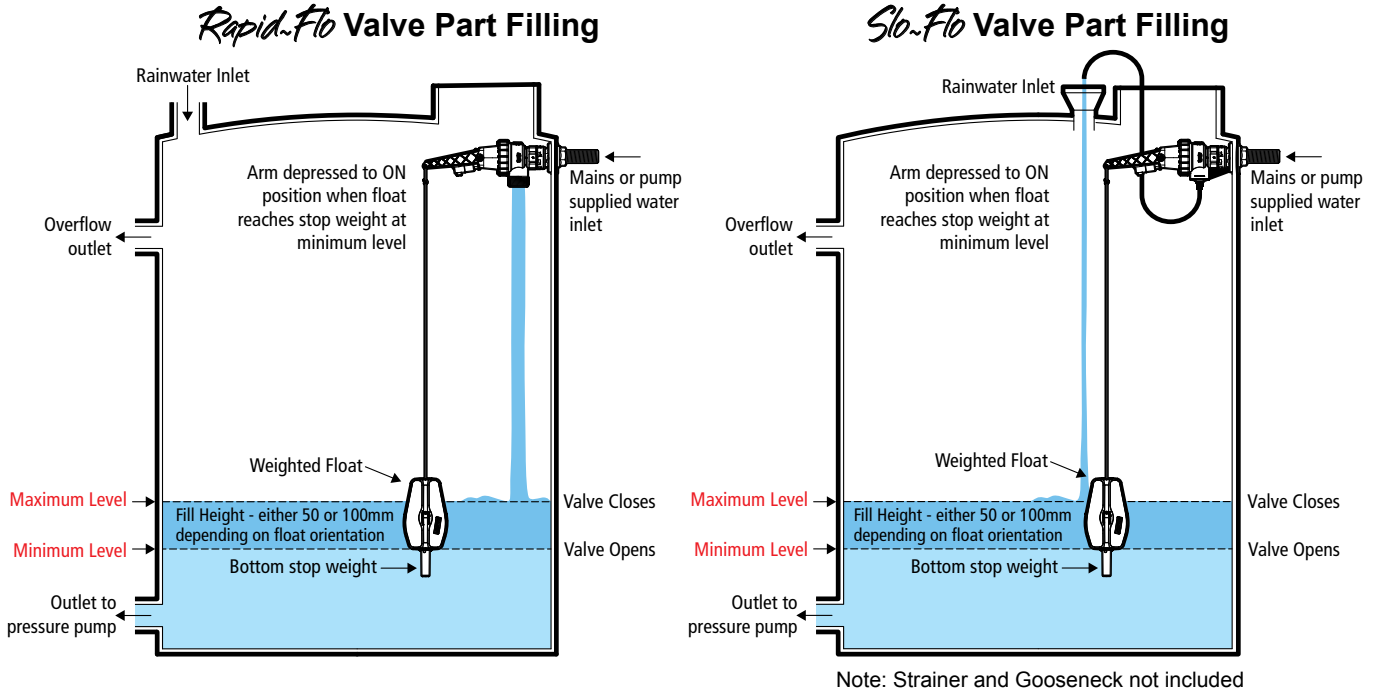 Rapid~Flo Valve Part Filling
Rainwater Inlet
Arm depressed to ON
position when float
reaches stop weight at
minimum level
Mains or pump
supplied water
inlet
Overflow
outlet
Weighted Float
Maximum Level
Valve Closes
Fill Height - either 50 or 100mm
depending on float orientation
Minimum Level
Valve Opens
Bottom stop weight
Outlet to
pressure pump
Slo~Flo Valve Part Filling
Rainwater Inlet
Arm depressed to ON
position when float
reaches stop weight at
minimum level
Mains or pump
supplied water
inlet
Overflow
outlet
Weighted Float
Maximum Level
Valve Closes
Fill Height - either 50 or 100mm
depending on float orientation
Minimum Level
Valve Opens
Bottom stop weight
Outlet to
pressure pump
Note: Strainer and Gooseneck not included